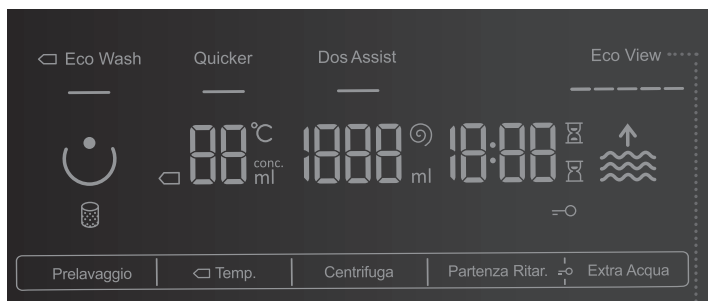 Eco Wash Quicker Dos Assist Eco View
88 °C 1888 18:88
conc.
ml ml
Prelavaggio Temp. Centrifuga Partenza Ritar. Extra Acqua